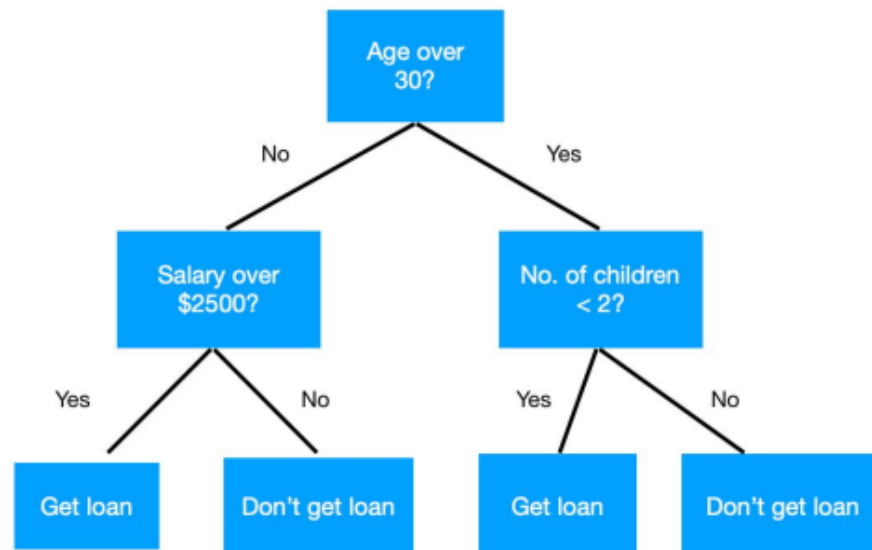 Age over
30?
No
Yes
Salary over
$2500?
No. of children
< 2?
Yes
No
Yes
No
Get loan
Don’t get loan
Get loan
Don’t get loan